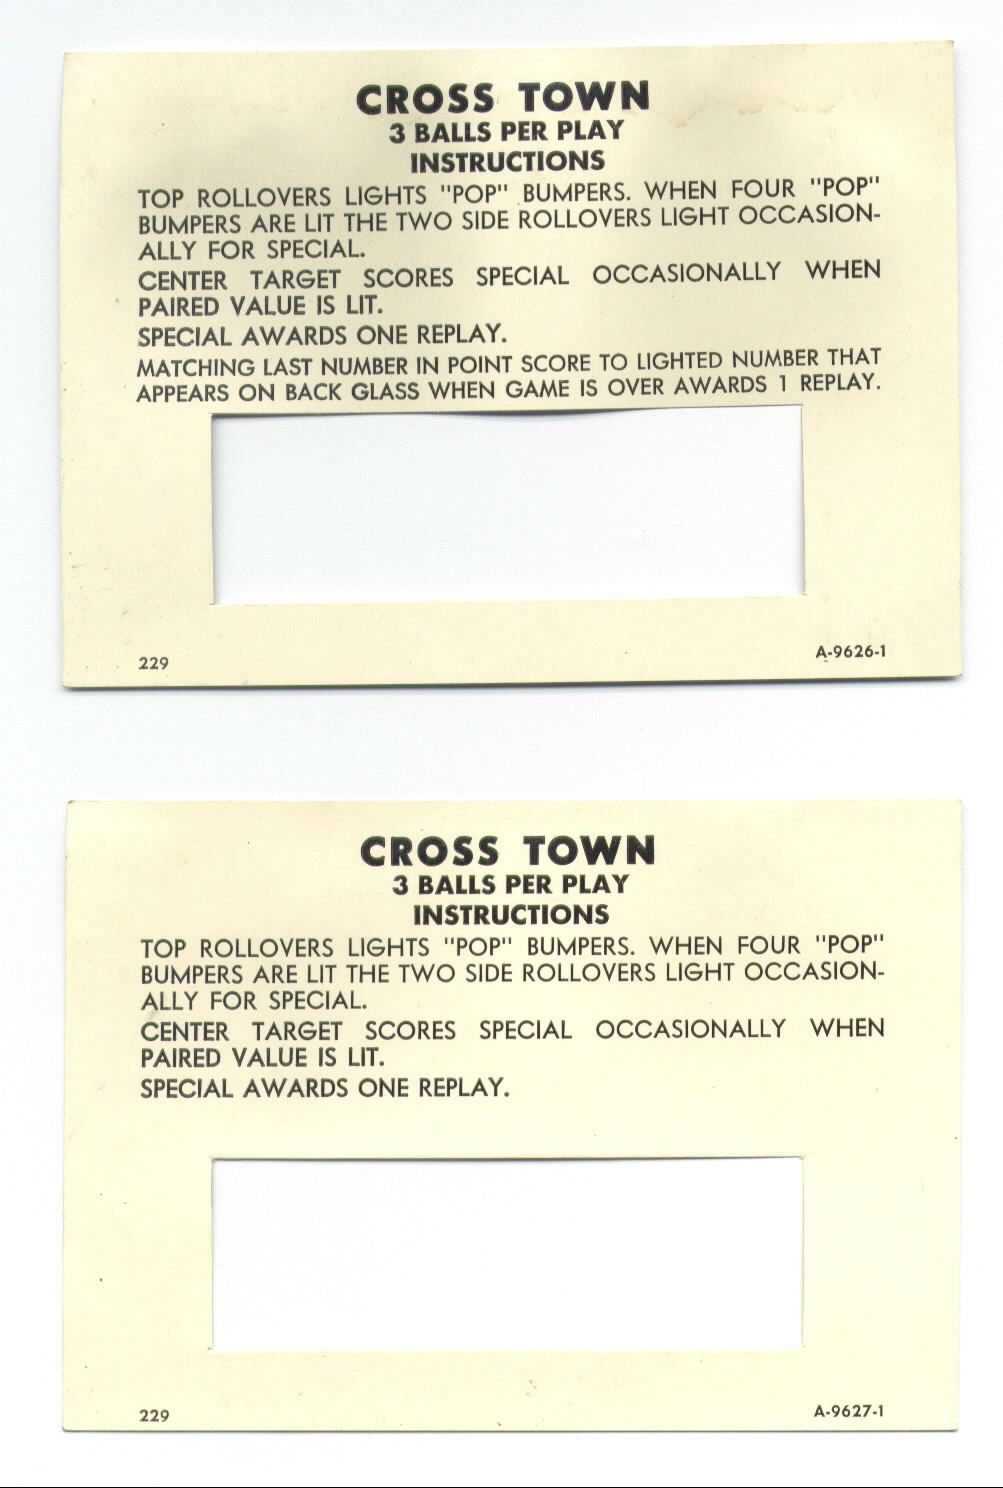 CROSS TOWN
3 BALLS PER PLAY
INSTRUCTIONS
TOP ROLLOVERS LIGHTS "POP" BUMPERS. WHEN FOUR "POP"
BUMPERS ARE LIT THE TWO SIDE ROLLOVERS LIGHT OCCASION-
ALLY FOR SPECIAL.
CENTER TARGET SCORES SPECIAL OCCASIONALLY WHEN
PAIRED VALUE IS LIT.
SPECIAL AWARDS ONE REPLAY.
MATCHING LAST NUMBER IN POINT SCORE TO LIGHTED NUMBER THAT
APPEARS ON BACK GLASS WHEN GAME IS OVER AWARDS 1 REPLAY.
229
A-9626-1
CROSS TOWN
3 BALLS PER PLAY
INSTRUCTIONS
TOP ROLLOVERS LIGHTS "POP" BUMPERS. WHEN FOUR "POP"
BUMPERS ARE LIT THE TWO SIDE ROLLOVERS LIGHT OCCASION-
ALLY FOR SPECIAL.
CENTER TARGET SCORES SPECIAL OCCASIONALLY WHEN
PAIRED VALUE IS LIT.
SPECIAL AWARDS ONE REPLAY.
229
A-9627-1